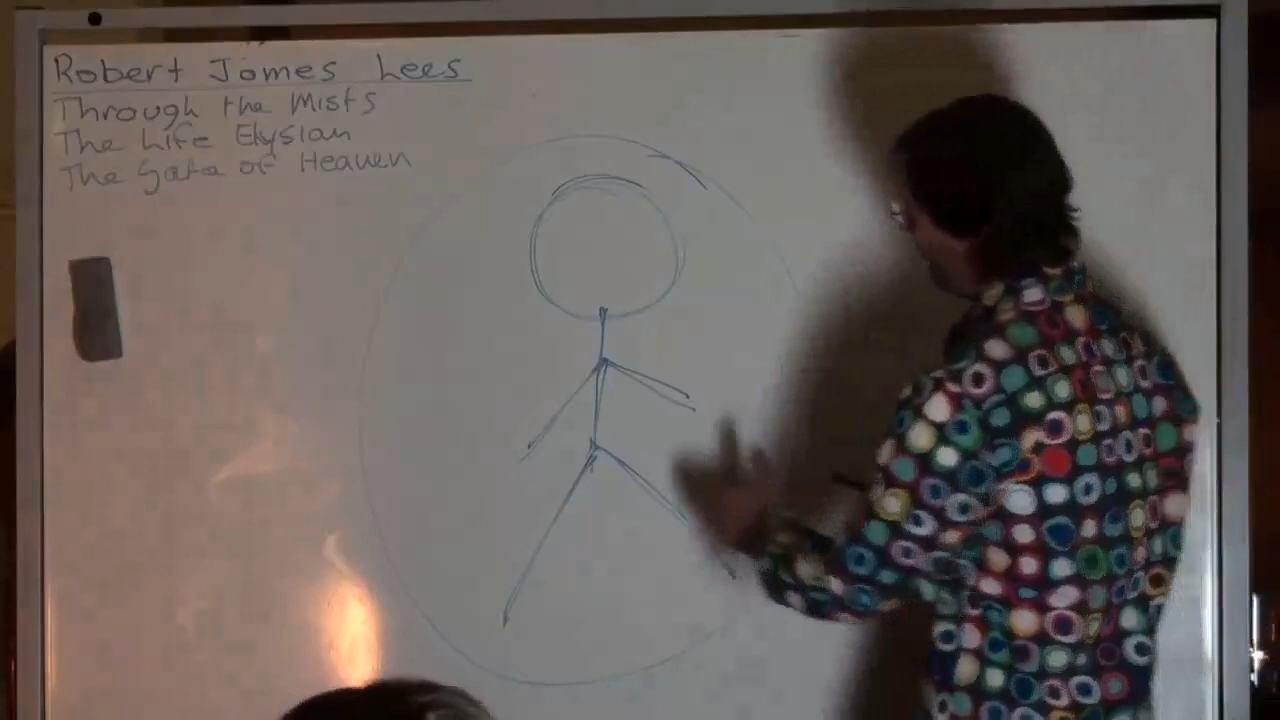 Robert James Lees
Through the Mists
The Life Elysian
The Gate of Heaven